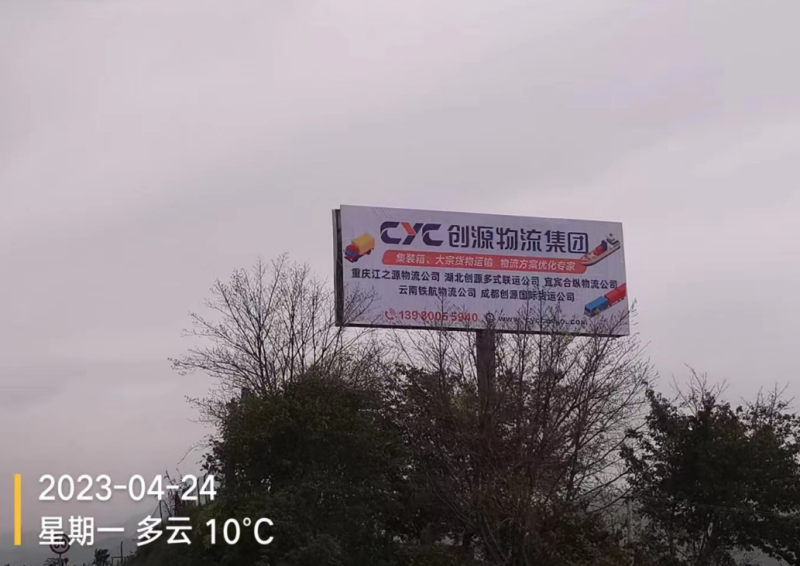 CYC 创源物流集团
集装箱、大宗货物运输 物流方案优化专家
重庆江之源物流公司 湖北创源多式联运公司 宜宾合纵物流公司
云南铁航物流公司 成都创源国际货运公司
139 8006 5940
2023-04-24
星期一 多云 10°C